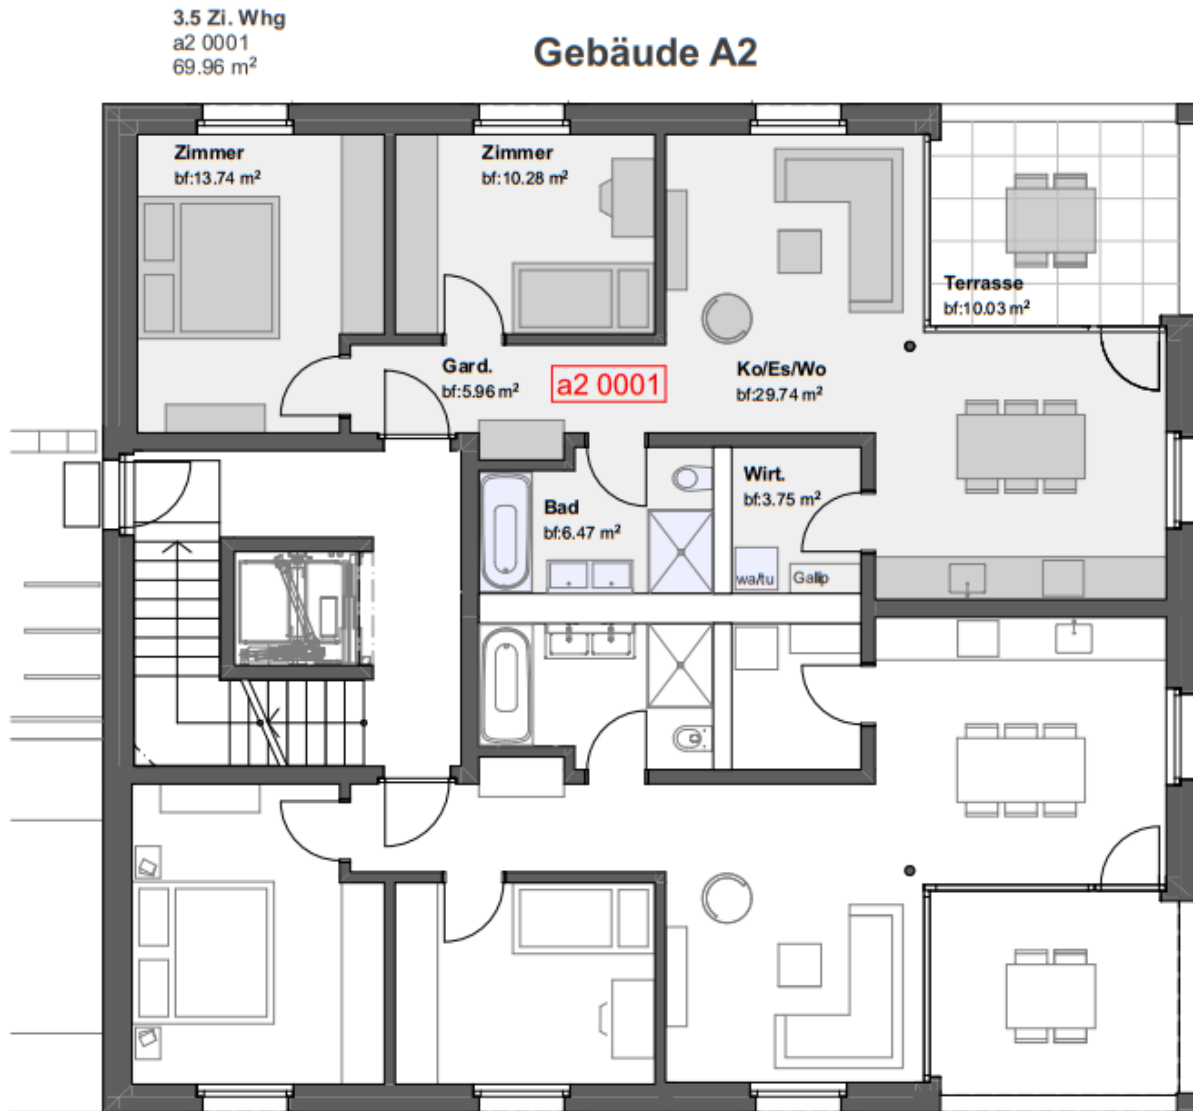 3.5 Zi. Whg
a2 0001
69.96 m²
Gebäude A2
Zimmer
bf:13.74 m²
Zimmer
bf:10.28 m²
Terrasse
bf:10.03 m²
Gard.
bf:5.96 m²
a2 0001
Ko/Es/Wo
bf:29.74 m²
Bad
bf:6.47 m²
Wirt.
bf:3.75 m²
wa/tu
Galip